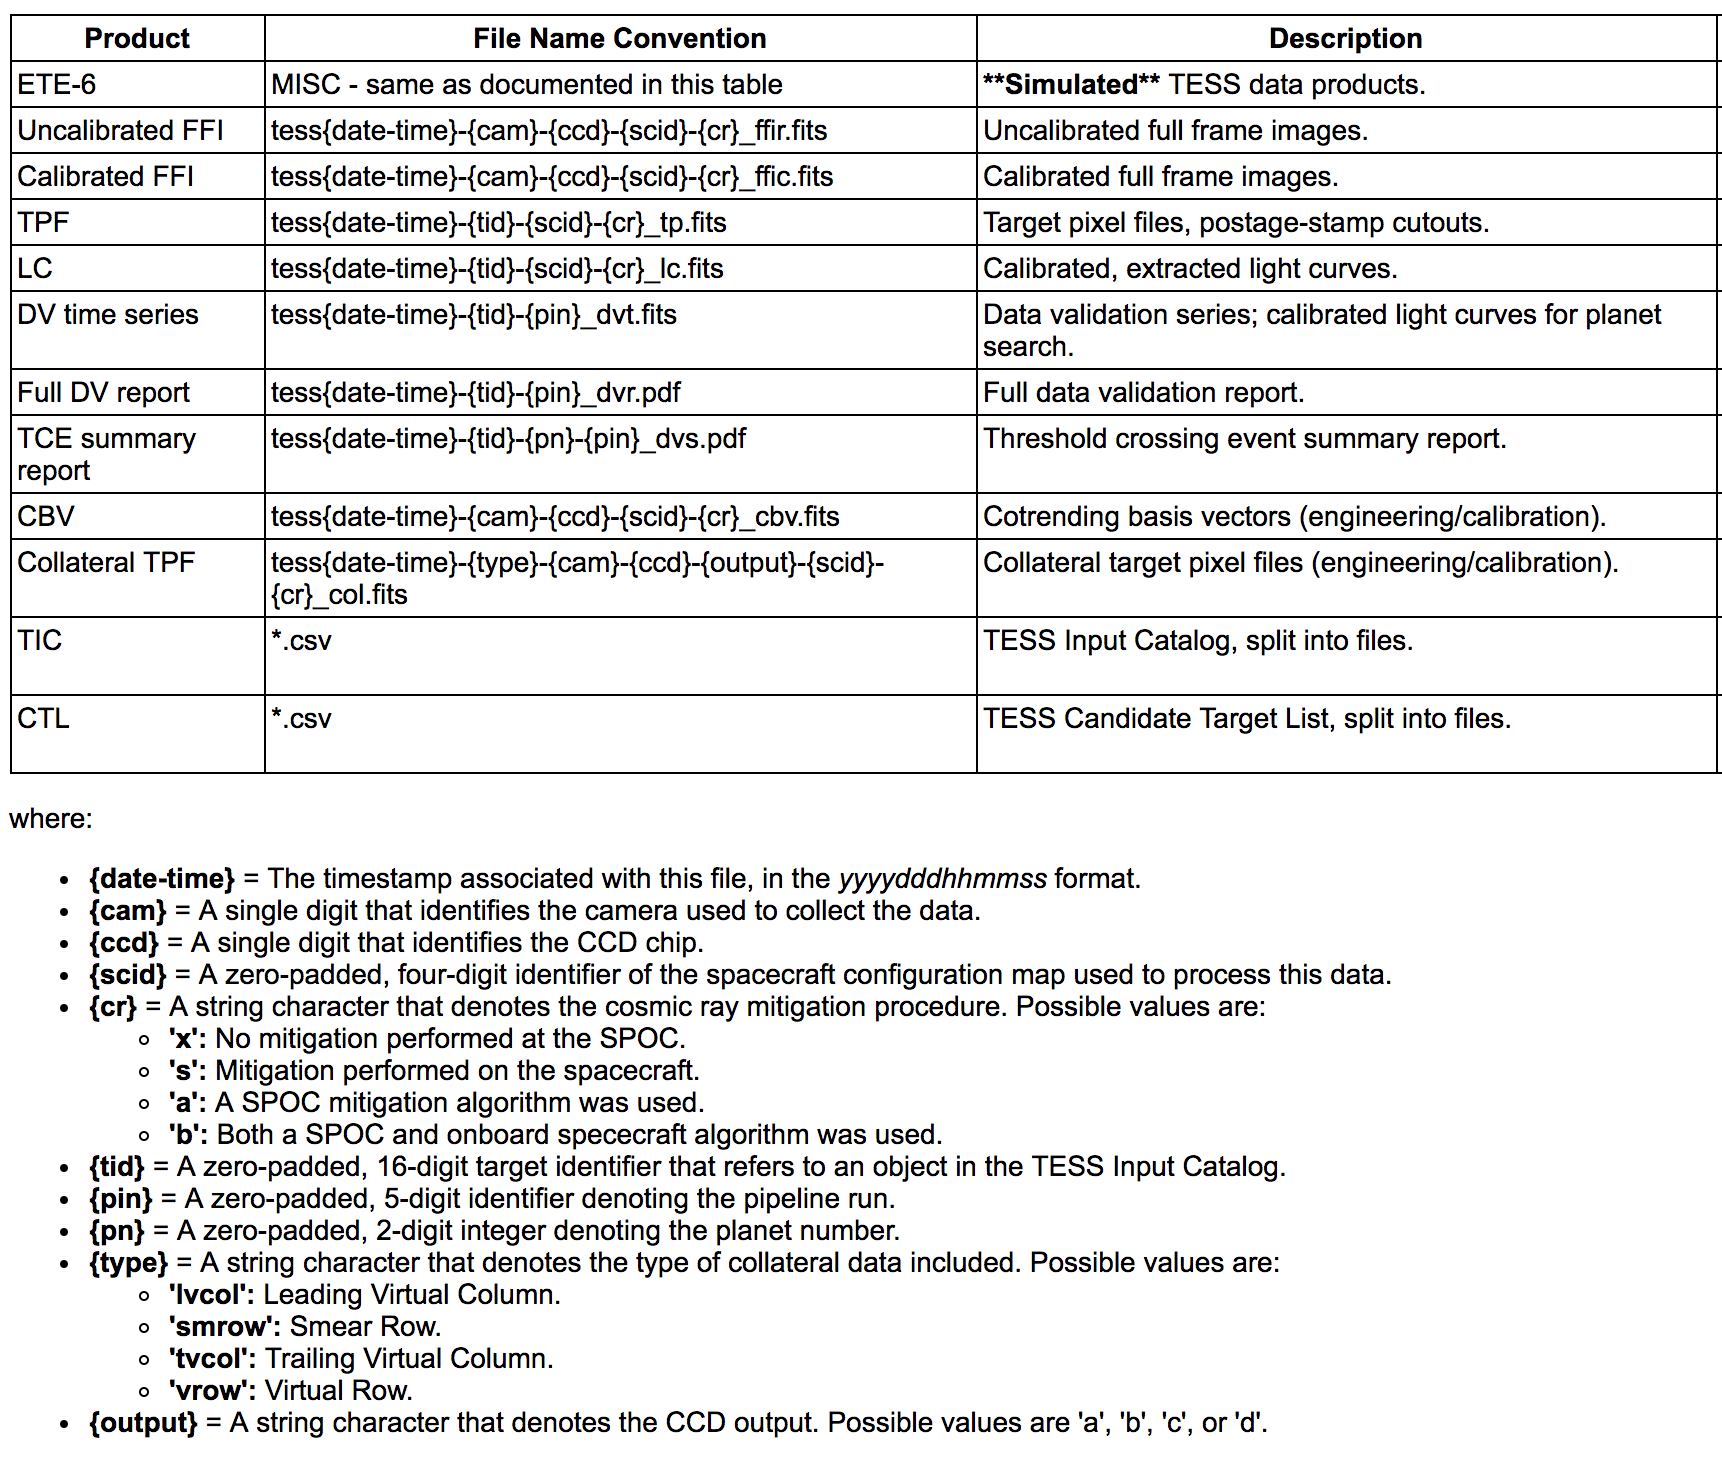 Product File Name Convention Description
ETE-6 MISC - same as documented in this table **Simulated** TESS data products.
Uncalibrated FFI tess{date-time}-{cam}-{ccd}-{scid}-{cr}_ffir.fits Uncalibrated full frame images.
Calibrated FFI tess{date-time}-{cam}-{ccd}-{scid}-{cr}_ffic.fits Calibrated full frame images.
TPF tess{date-time}-{tid}-{scid}-{cr}_tp.fits Target pixel files, postage-stamp cutouts.
LC tess{date-time}-{tid}-{scid}-{cr}_lc.fits Calibrated, extracted light curves.
DV time series tess{date-time}-{tid}-{pin}_dvt.fits Data validation series; calibrated light curves for planet
search.
Full DV report tess{date-time}-{tid}-{pin}_dvr.pdf Full data validation report.
TCE summary tess{date-time}-{tid}-{pn}-{pin}_dvs.pdf Threshold crossing event summary report.
report
CBV tess{date-time}-{cam}-{ccd}-{scid}-{cr}_cbv.fits Cotrending basis vectors (engineering/calibration).
Collateral TPF tess{date-time}-{type}-{cam}-{ccd}-{output}-{scid}- Collateral target pixel files (engineering/calibration).
{cr}_col.fits
TIC *.csv TESS Input Catalog, split into files.
CTL *.csv TESS Candidate Target List, split into files.
where:
• {date-time} = The timestamp associated with this file, in the yyyydddhhmmss format.
• {cam} = A single digit that identifies the camera used to collect the data.
• {ccd} = A single digit that identifies the CCD chip.
• {scid} = A zero-padded, four-digit identifier of the spacecraft configuration map used to process this data.
• {cr} = A string character that denotes the cosmic ray mitigation procedure. Possible values are:
◦ 'x': No mitigation performed at the SPOC.
◦ 's': Mitigation performed on the spacecraft.
◦ 'a': A SPOC mitigation algorithm was used.
◦ 'b': Both a SPOC and onboard spececraft algorithm was used.
• {tid} = A zero-padded, 16-digit target identifier that refers to an object in the TESS Input Catalog.
• {pin} = A zero-padded, 5-digit identifier denoting the pipeline run.
• {pn} = A zero-padded, 2-digit integer denoting the planet number.
• {type} = A string character that denotes the type of collateral data included. Possible values are:
◦ 'lvcol': Leading Virtual Column.
◦ 'smrow': Smear Row.
◦ 'tvcol': Trailing Virtual Column.
◦ 'vrow': Virtual Row.
• {output} = A string character that denotes the CCD output. Possible values are 'a', 'b', 'c', or 'd'.